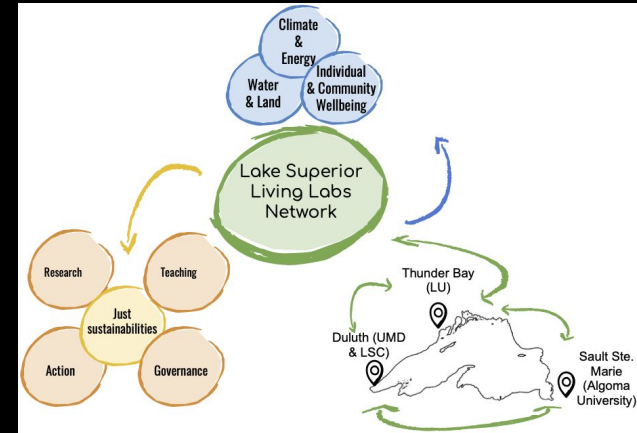 Climate
&
Energy
Water
& Land
Individual
& Community
Wellbeing
Lake Superior
Living Labs
Network
Research
Teaching
Just
sustainabilities
Action
Governance
Thunder Bay
(LU)
Duluth (UMD
& LSC)
Sault Ste.
Marie
(Algoma
University)